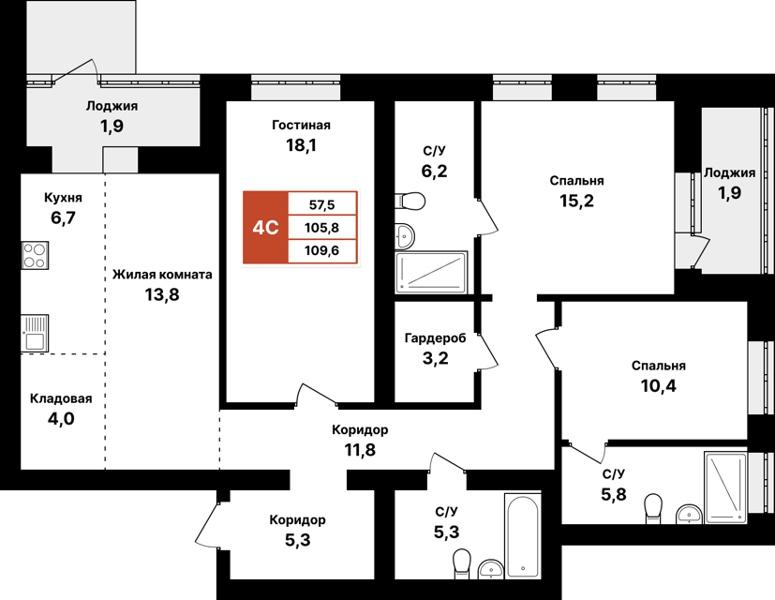 Лоджия
1,9
Гостиная
18,1
С/У
6,2
Спальня
15,2
Лоджия
1,9
Кухня
6,7
4С
57,5
105,8
109,6
Жилая комната
13,8
Гардероб
3,2
Спальня
10,4
Кладовая
4,0
Коридор
11,8
С/У
5,8
Коридор
5,3
С/У
5,3